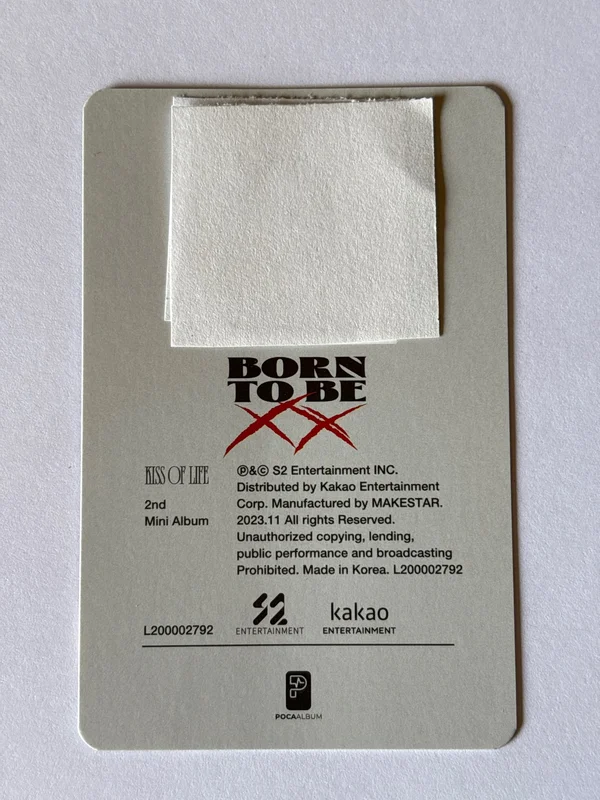 BORN
TO BE
XX
KISS OF LIFE
2nd
Mini Album
℗&© S2 Entertainment INC.
Distributed by Kakao Entertainment
Corp. Manufactured by MAKESTAR.
2023.11 All rights Reserved.
Unauthorized copying, lending,
public performance and broadcasting
Prohibited. Made in Korea. L200002792
L200002792
S2
ENTERTAINMENT
kakao
ENTERTAINMENT
P
POCAALBUM